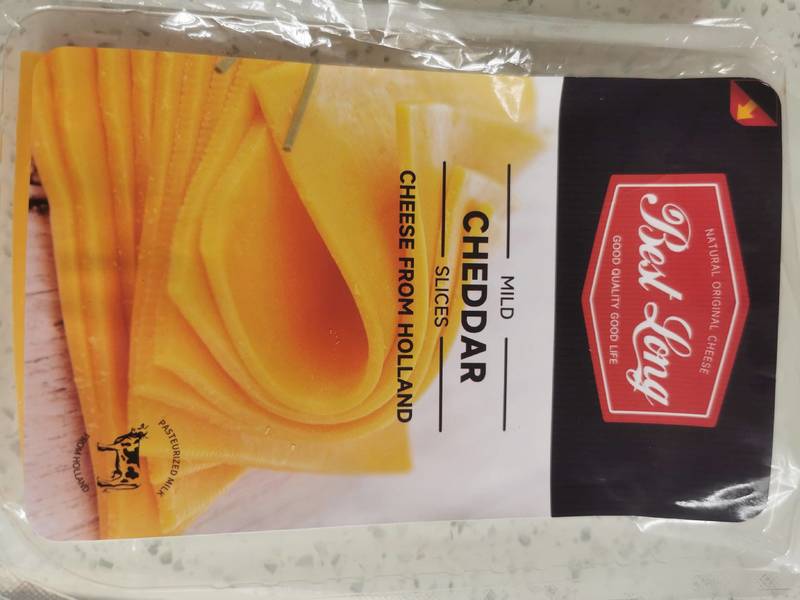 NATURAL ORIGINAL CHEESE
Best Long
GOOD QUALITY GOOD LIFE
MILD
CHEDDAR
SLICES
CHEESE FROM HOLLAND
PASTEURIZED MILK
FROM HOLLAND